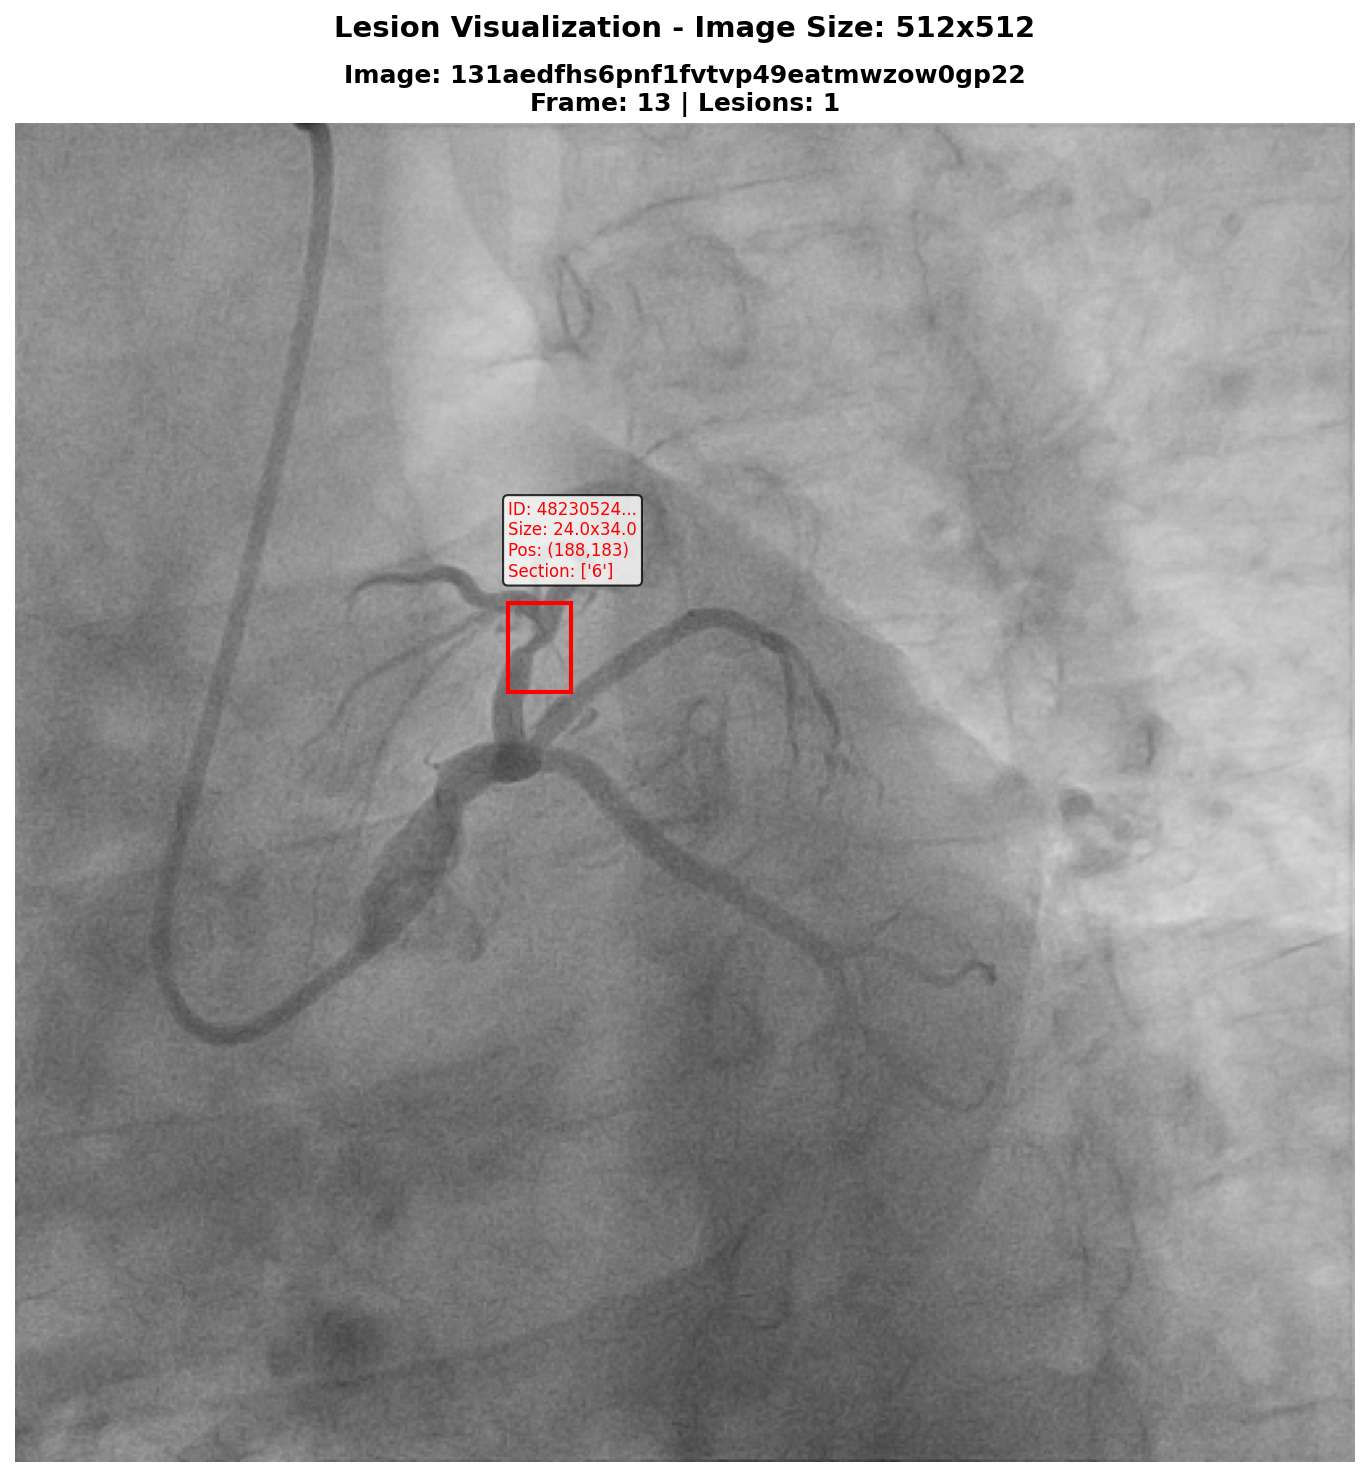 Lesion Visualization - Image Size: 512x512
Image: 131aedfhs6pnf1fvtvp49eatmwzow0gp22
Frame: 13 | Lesions: 1
ID: 48230524...
Size: 24.0x34.0
Pos: (188,183)
Section: ['6']